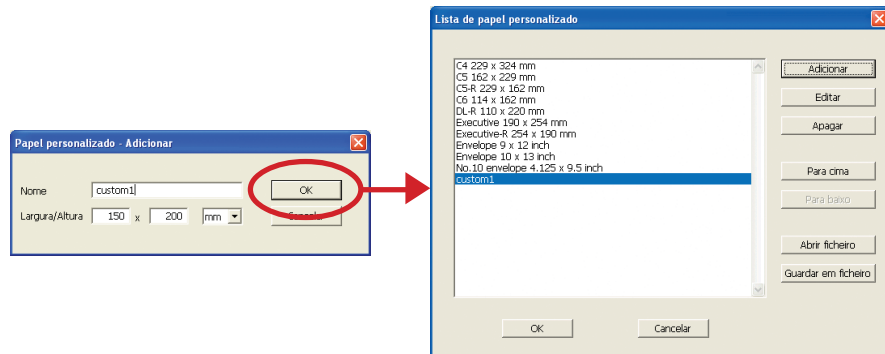 Papel personalizado - Adicionar
Nome custom1 OK
Largura/Altura 150 x 200 mm Cancelar
Lista de papel personalizado
C4 229 x 324 mm
C5 162 x 229 mm
C5-R 229 x 162 mm
C6 114 x 162 mm
DL-R 110 x 220 mm
Executive 190 x 254 mm
Executive-R 254 x 190 mm
Envelope 9 x 12 inch
Envelope 10 x 13 inch
No.10 envelope 4.125 x 9.5 inch
custom1
Adicionar
Editar
Apagar
Para cima
Para baixo
Abrir ficheiro
Guardar em ficheiro
OK Cancelar